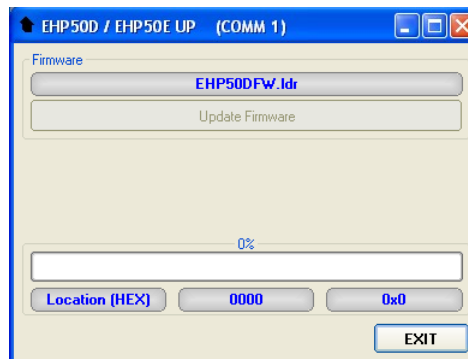 EHP50D / EHP50E UP (COMM 1)
Firmware
EHP50DFW.ldr
Update Firmware
0%
Location (HEX) 0000 0x0
EXIT